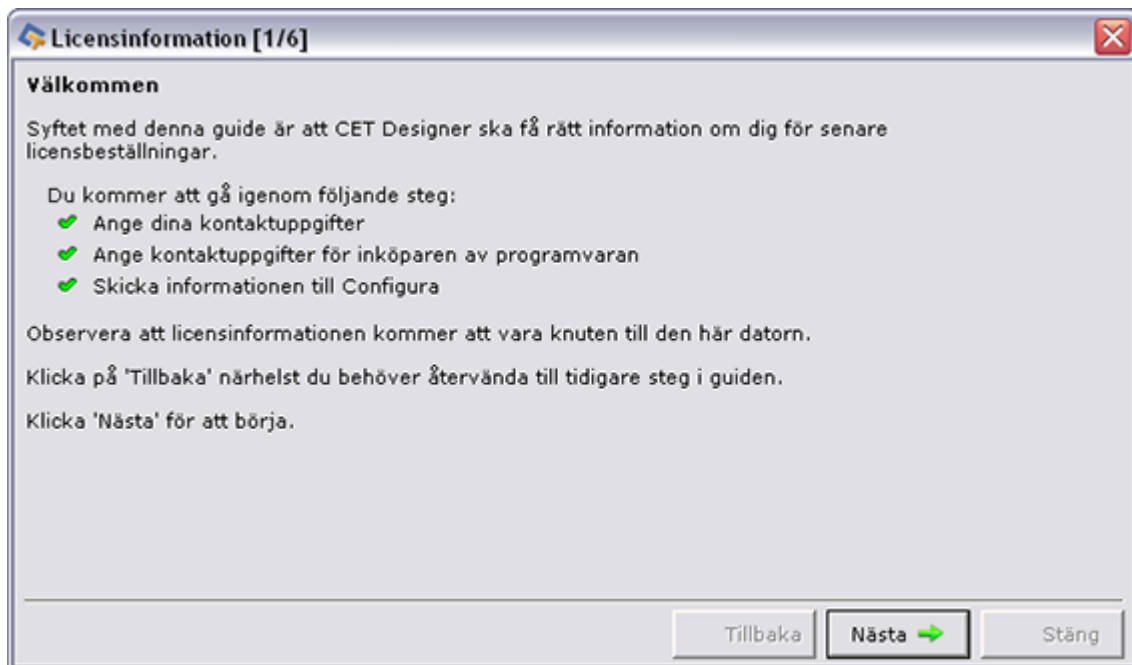 Licensinformation [1/6]
Välkommen
Syftet med denna guide är att CET Designer ska få rätt information om dig för senare
licensbeställningar.
Du kommer att gå igenom följande steg:
Ange dina kontaktuppgifter
Ange kontaktuppgifter för inköparen av programvaran
Skicka informationen till Configura
Observera att licensinformationen kommer att vara knuten till den här datorn.
Klicka på 'Tillbaka' närhelst du behöver återvända till tidigare steg i guiden.
Klicka 'Nästa' för att börja.
Tillbaka
Nästa
Stäng